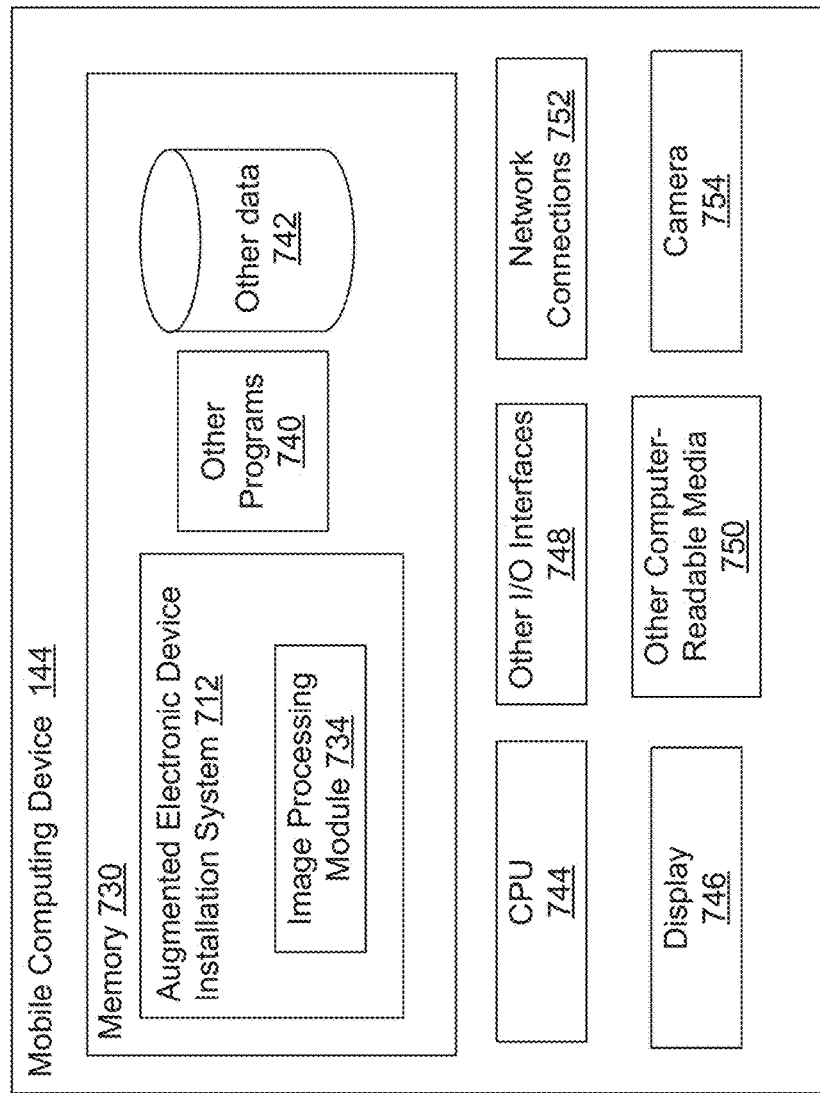 Mobile Computing Device 144
Memory 730
Augmented Electronic Device
Installation System 712
Image Processing
Module 734
Other
Programs
740
Other data
742
CPU
744
Other I/O Interfaces
748
Network
Connections 752
Display
746
Other Computer-
Readable Media
750
Camera
754